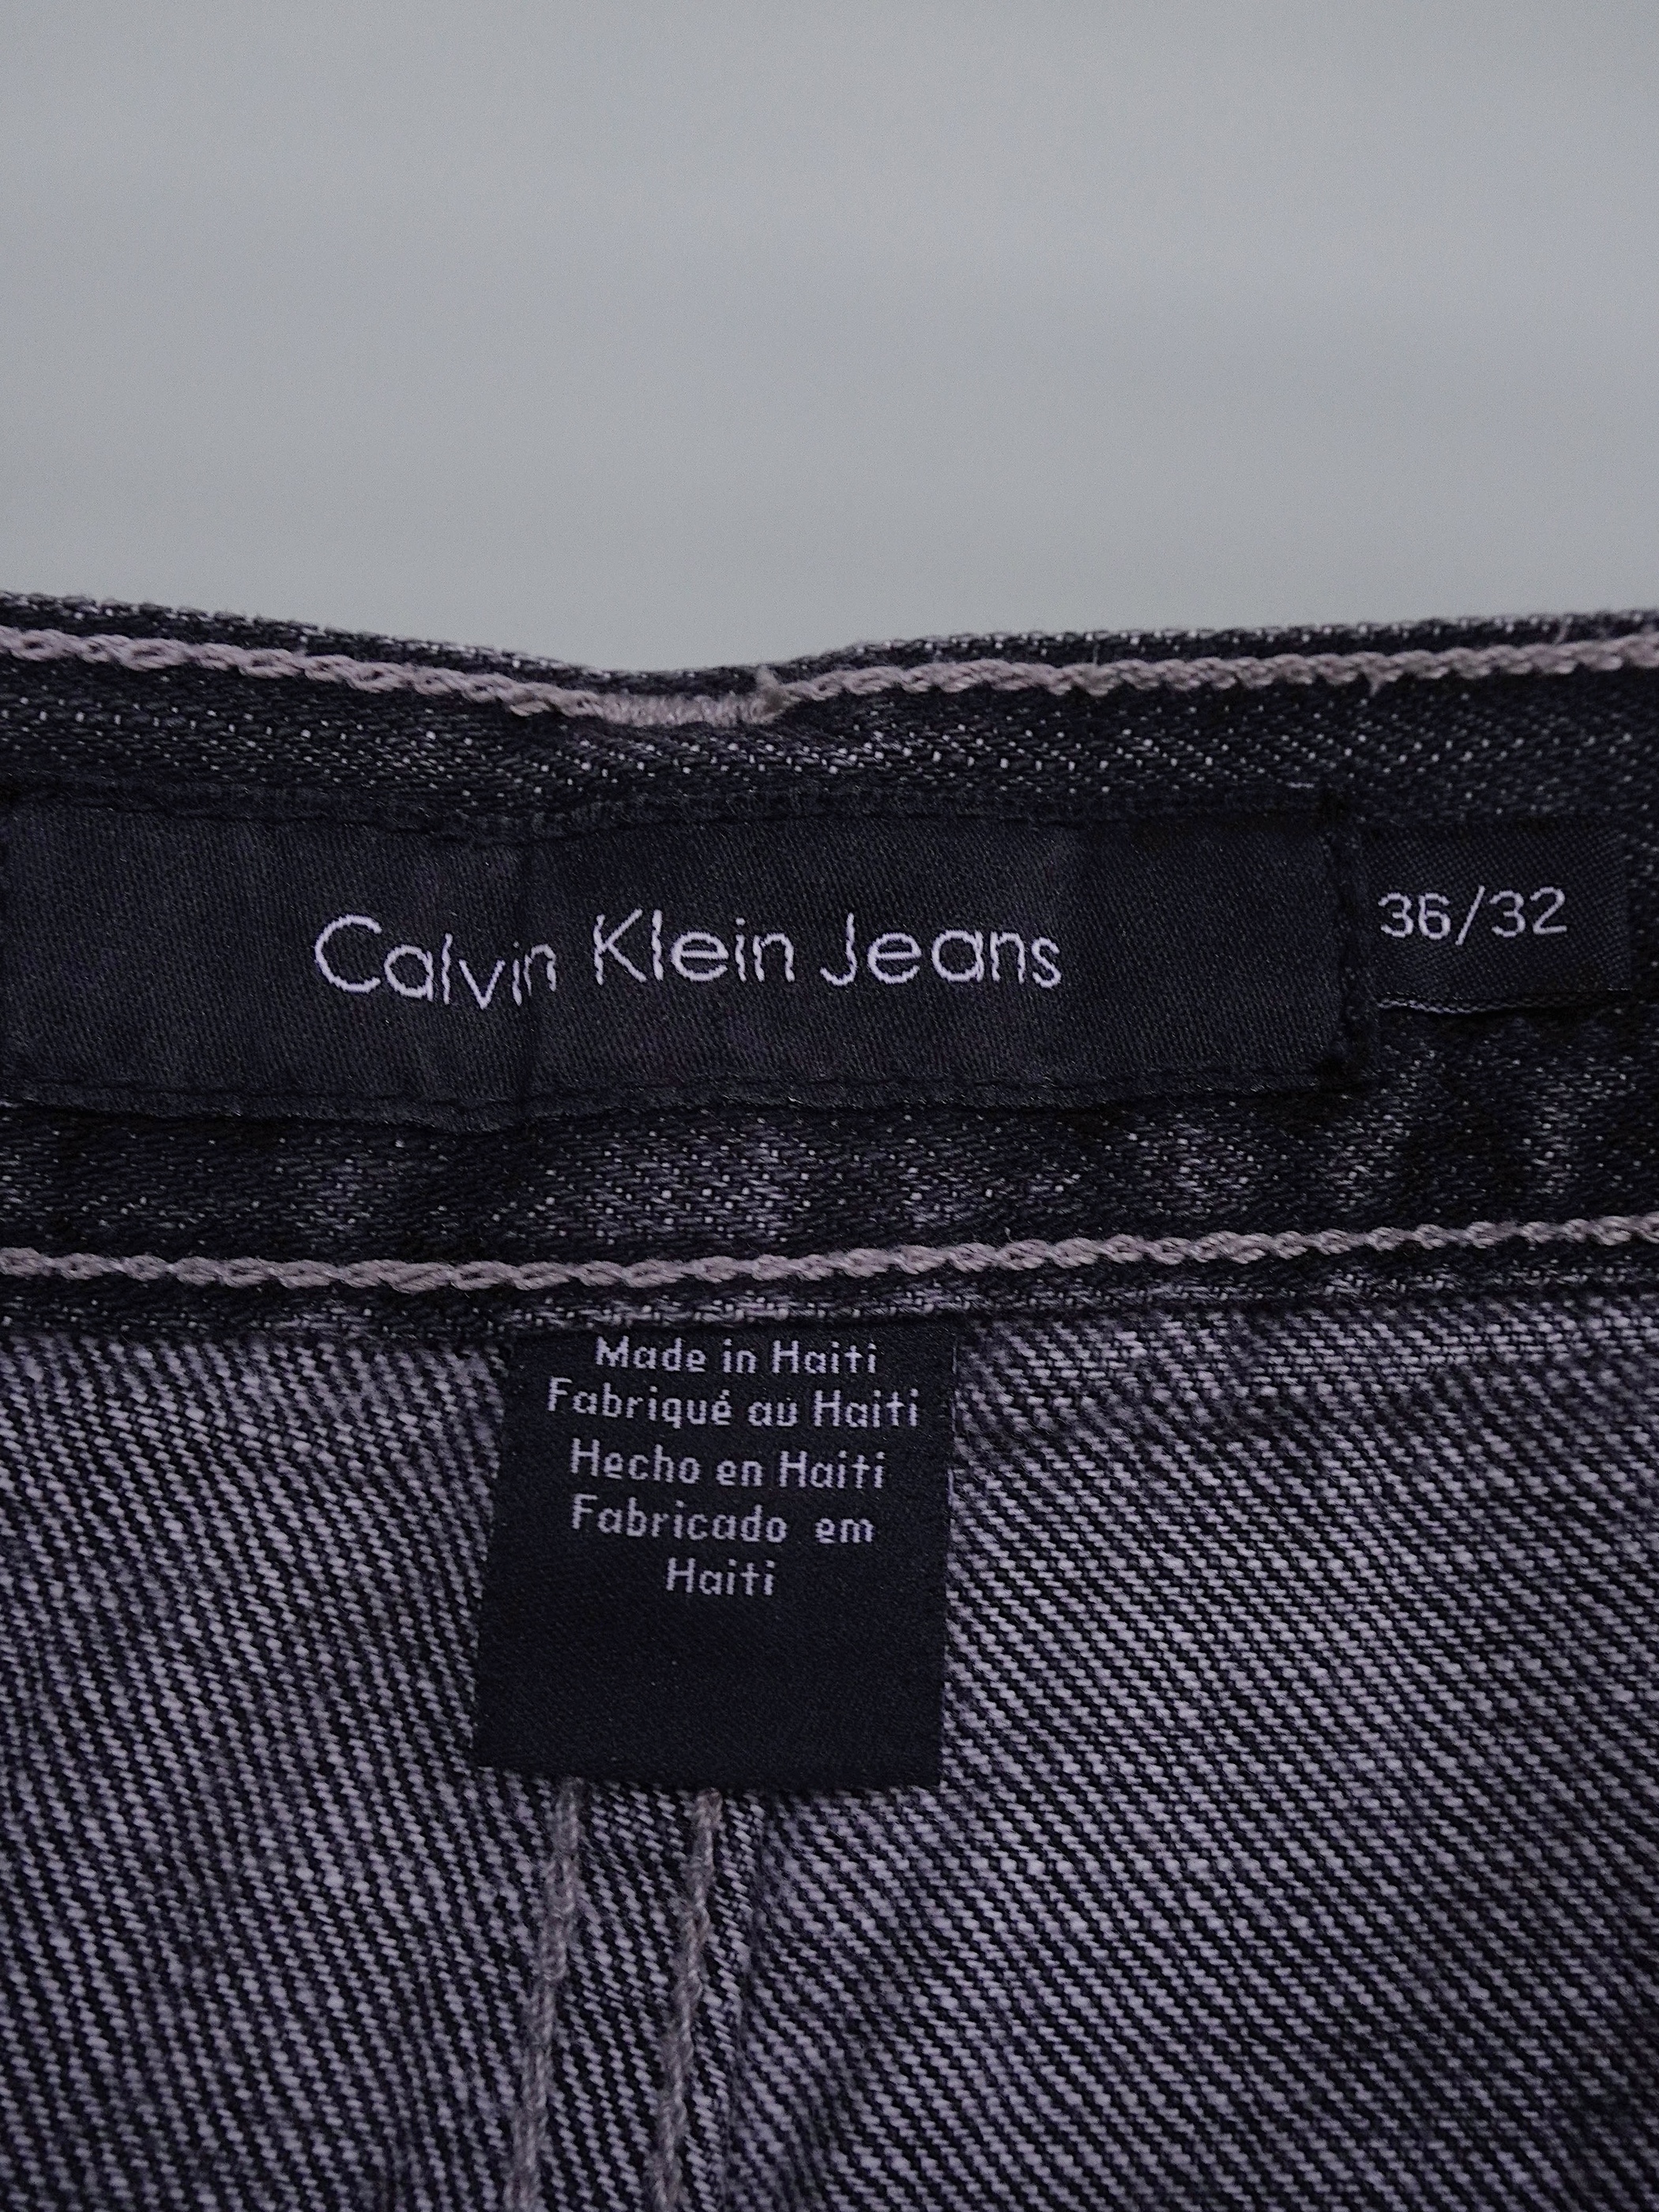 Calvin Klein Jeans
36/32
Made in Haiti
Fabriqué au Haiti
Hecho en Haiti
Fabricado em
Haiti